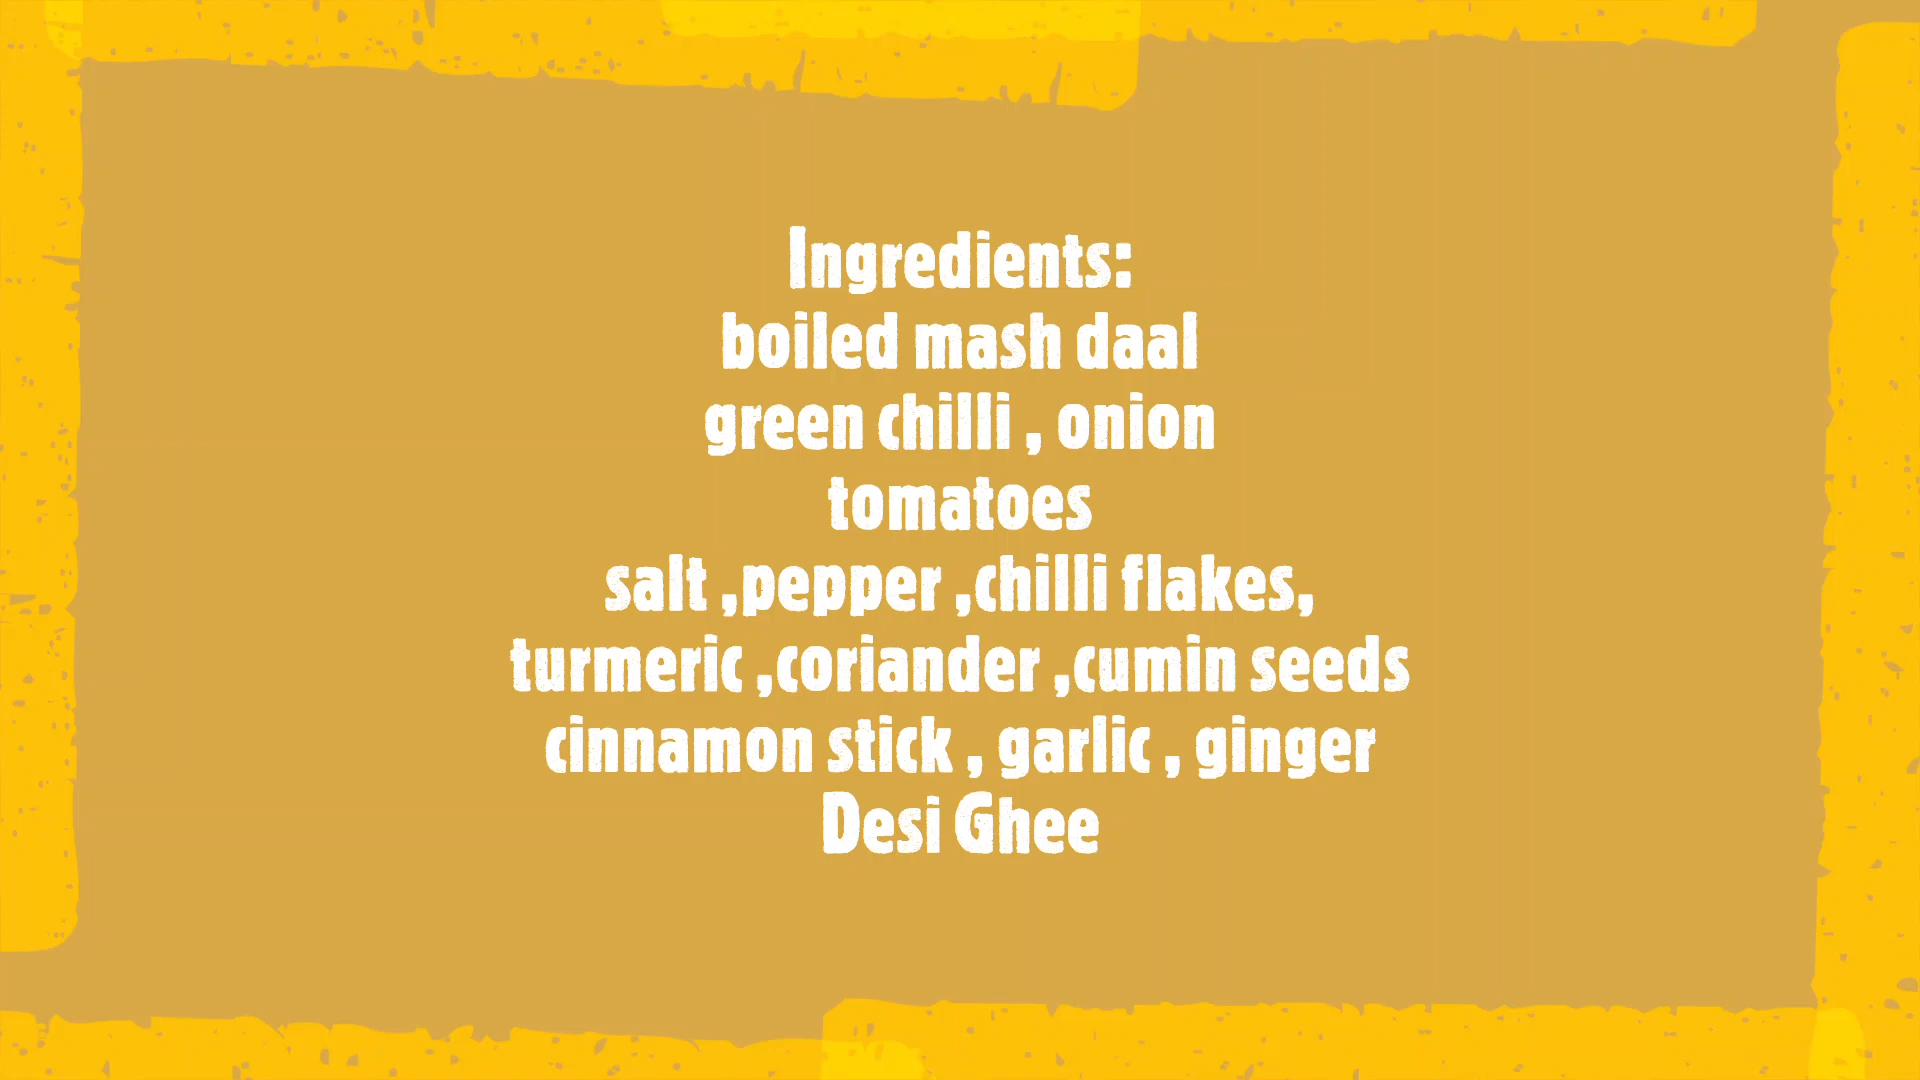 Ingredients:
boiled mash daal
green chilli , onion
tomatoes
salt ,pepper ,chilli flakes,
turmeric ,coriander ,cumin seeds
cinnamon stick , garlic , ginger
Desi Ghee